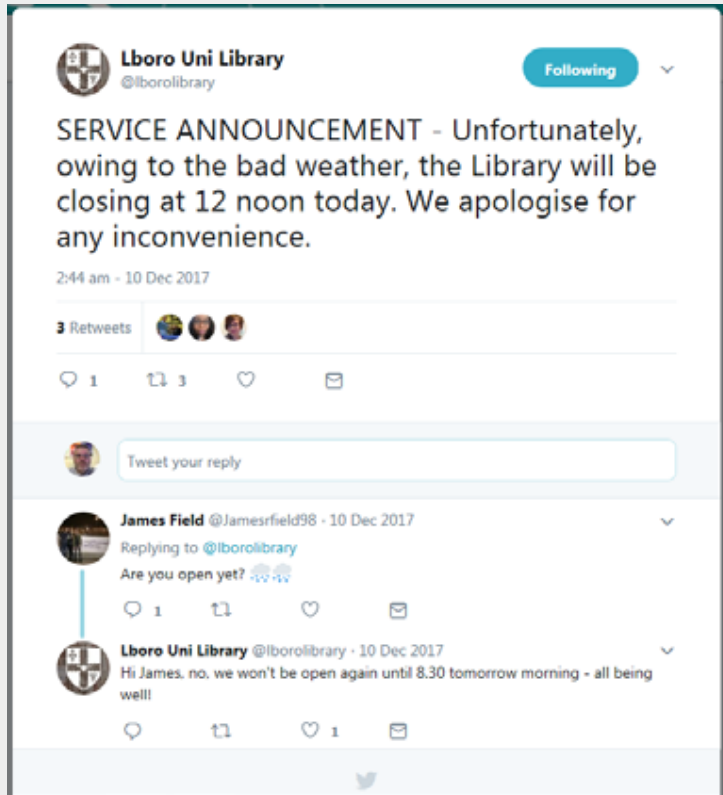 Lboro Uni Library
@lborolibrary
Following
SERVICE ANNOUNCEMENT - Unfortunately,
owing to the bad weather, the Library will be
closing at 12 noon today. We apologise for
any inconvenience.
2:44 am - 10 Dec 2017
3 Retweets
1 3
Tweet your reply
James Field @Jamesrfield98 · 10 Dec 2017
Replying to @lborolibrary
Are you open yet? 🌧️🌧️
1
Lboro Uni Library @lborolibrary · 10 Dec 2017
Hi James, no, we won't be open again until 8.30 tomorrow morning - all being
well!
1